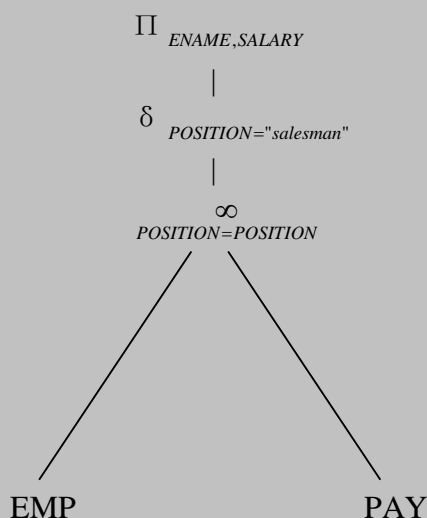 Π ENAME,SALARY
δ POSITION="salesman"
∞
POSITION=POSITION
EMP PAY